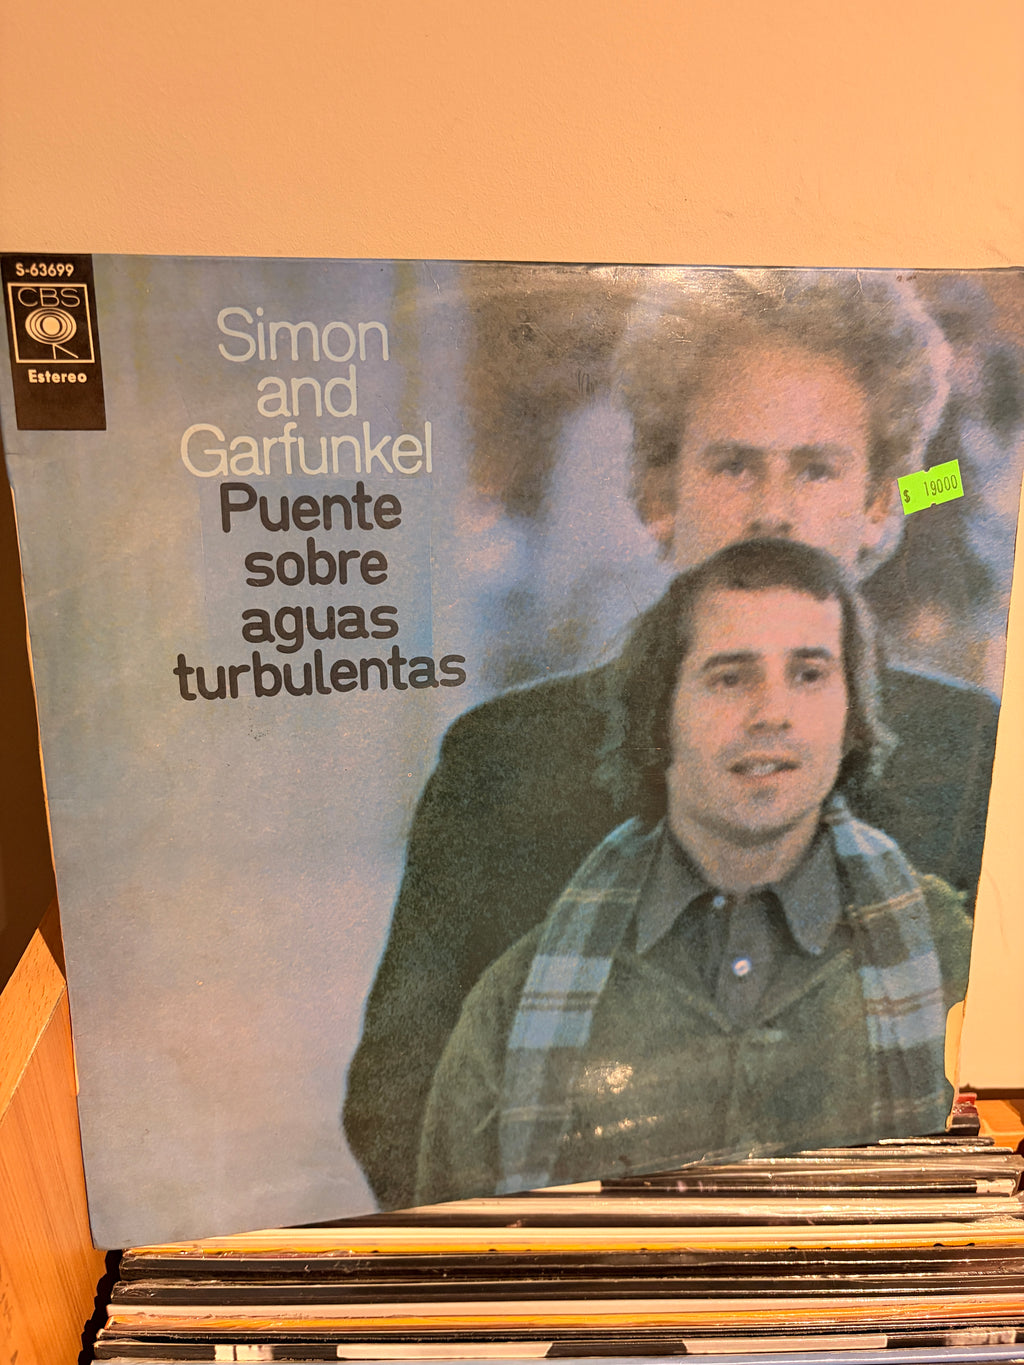 S-63699
CBS
Estereo
Simon
and
Garfunkel
Puente
sobre
aguas
turbulentas
$ 19000